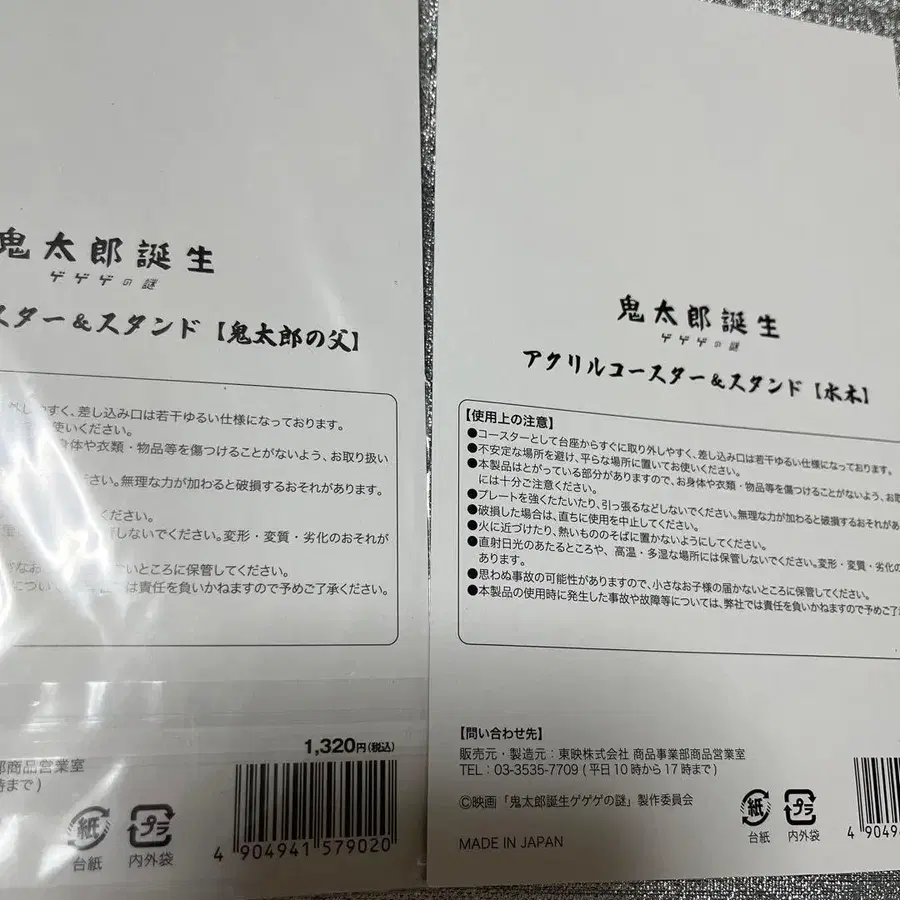 鬼太郎誕生
ゲゲゲの謎
スター&スタンド【鬼太郎の父】
しやすく、差し込み口は若干ゆるい仕様になっております。
使いください。
身体や衣類・物品等を傷つけることがないよう、お取り扱い
さい。無理な力が加わると破損するおそれがあります。
ください。
しないでください。変形・変質・劣化のおそれが
ないところに保管してください。
は責任を負いかねますので予めご了承ください。
1,320円(税込)
部商品営業室
時まで)
紙
台紙
プラ
内外袋
4 904941 579020
鬼太郎誕生
ゲゲゲの謎
アクリルコースター&スタンド【水木】
【使用上の注意】
●コースターとして台座からすぐに取り外しやすく、差し込み口は若干ゆるい仕様になっております。
●不安定な場所を避け、平らな場所に置いてお使いください。
●本製品はとがっている部分がありますので、お身体や衣類・物品等を傷つけることがないよう、お取
には十分ご注意ください。
●プレートを強くたたいたり、引っ張るなどしないでください。無理な力が加わると破損するおそれがあ
●破損した場合は、直ちに使用を中止してください。
●火に近づけたり、熱いもののそばに置かないようにしてください。
●直射日光のあたるところや、高温・多湿な場所には保管しないでください。変形・変質・劣化の
あります。
●思わぬ事故の可能性がありますので、小さなお子様の届かないところに保管してください。
●本製品の使用時に発生した事故や故障等については、弊社では責任を負いかねますので予めご了
【問い合わせ先】
販売元・製造元:東映株式会社 商品事業部商品営業室
TEL:03-3535-7709(平日10時から17時まで)
©映画「鬼太郎誕生ゲゲゲの謎」製作委員会
MADE IN JAPAN
紙
台紙
プラ
内外袋
4 9049